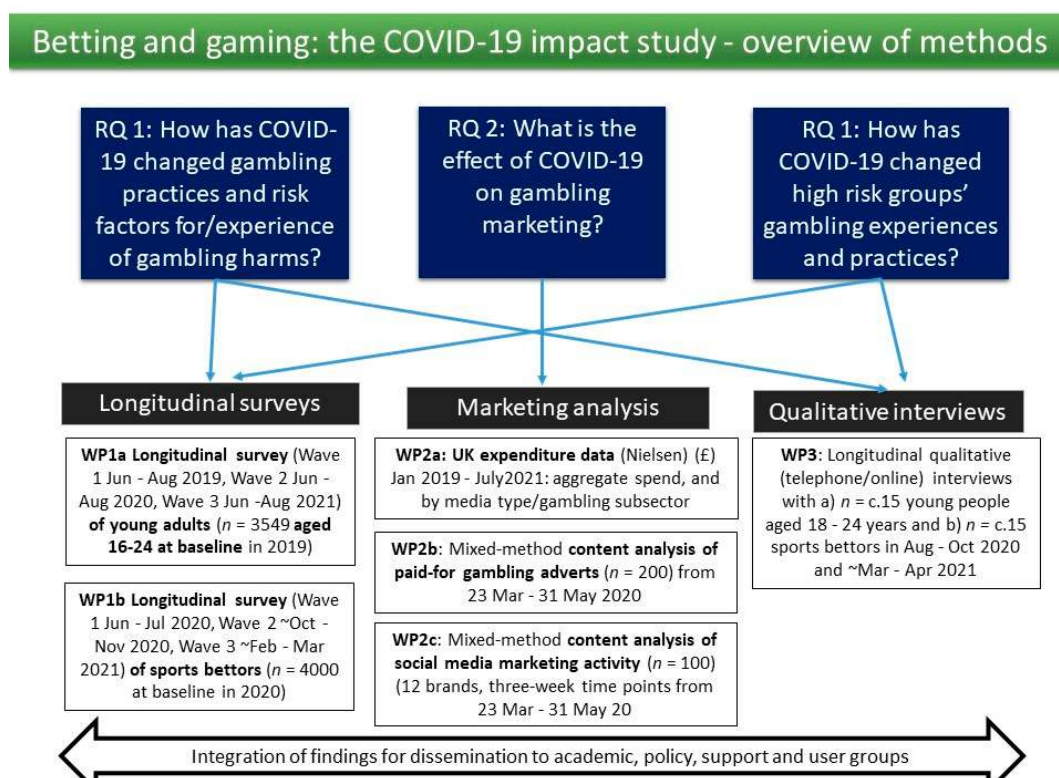 Betting and gaming: the COVID-19 impact study - overview of methods
RQ 1: How has COVID-
19 changed gambling
practices and risk
factors for/experience
of gambling harms?
RQ 2: What is the
effect of COVID-19
on gambling
marketing?
RQ 1: How has
COVID-19 changed
high risk groups'
gambling experiences
and practices?
Longitudinal surveys
WP1a Longitudinal survey (Wave
1 Jun - Aug 2019, Wave 2 Jun -
Aug 2020, Wave 3 Jun -Aug 2021)
of young adults (n = 3549 aged
16-24 at baseline in 2019)
WP1b Longitudinal survey (Wave
1 Jun - Jul 2020, Wave 2 ~Oct -
Nov 2020, Wave 3 ~Feb - Mar
2021) of sports bettors (n = 4000
at baseline in 2020)
Marketing analysis
WP2a: UK expenditure data (Nielsen) (£)
Jan 2019 - July2021: aggregate spend, and
by media type/gambling subsector
WP2b: Mixed-method content analysis of
paid-for gambling adverts (n = 200) from
23 Mar - 31 May 2020
WP2c: Mixed-method content analysis of
social media marketing activity (n = 100)
(12 brands, three-week time points from
23 Mar - 31 May 20
Qualitative interviews
WP3: Longitudinal qualitative
(telephone/online) interviews
with a) n = c.15 young people
aged 18 - 24 years and b) n = c.15
sports bettors in Aug - Oct 2020
and ~Mar - Apr 2021
Integration of findings for dissemination to academic, policy, support and user groups